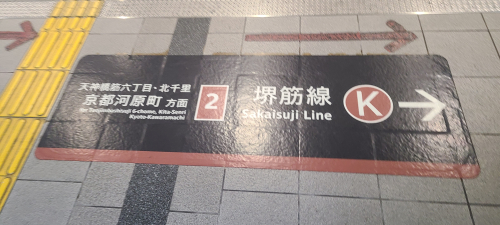 天神橋筋六丁目・北千里
京都河原町 方面
for Tenjimbashisuji 6-chome, Kita-Senri
Kyoto-Kawaramachi
2
堺筋線
Sakaisuji Line
K